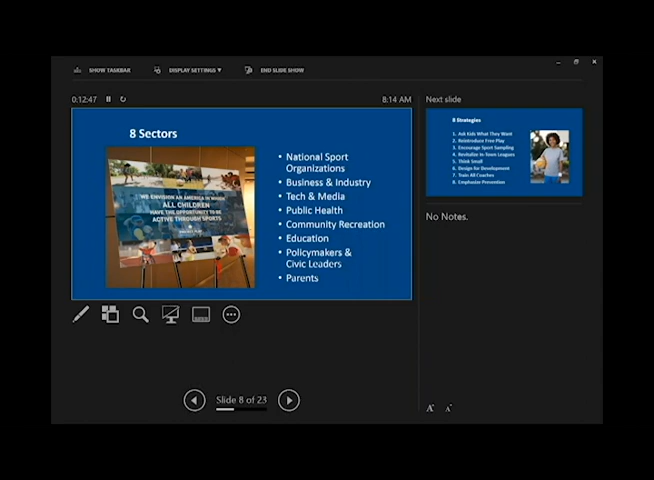 SHOW TASKBAR
DISPLAY SETTINGS ▼
END SLIDE SHOW
0:12:47
8:14 AM
8 Sectors
WE ENVISION AN AMERICA IN WHICH
ALL CHILDREN
HAVE THE OPPORTUNITY TO BE
ACTIVE THROUGH SPORTS
• National Sport
Organizations
• Business & Industry
• Tech & Media
• Public Health
• Community Recreation
• Education
• Policymakers &
Civic Leaders
• Parents
Slide 8 of 23
Next slide
8 Strategies
1. Ask Kids What They Want
2. Reintroduce Free Play
3. Encourage Sport Sampling
4. Revitalize In-Town Leagues
5. Think Small
6. Design for Development
7. Train All Coaches
8. Emphasize Prevention
No Notes.
A A